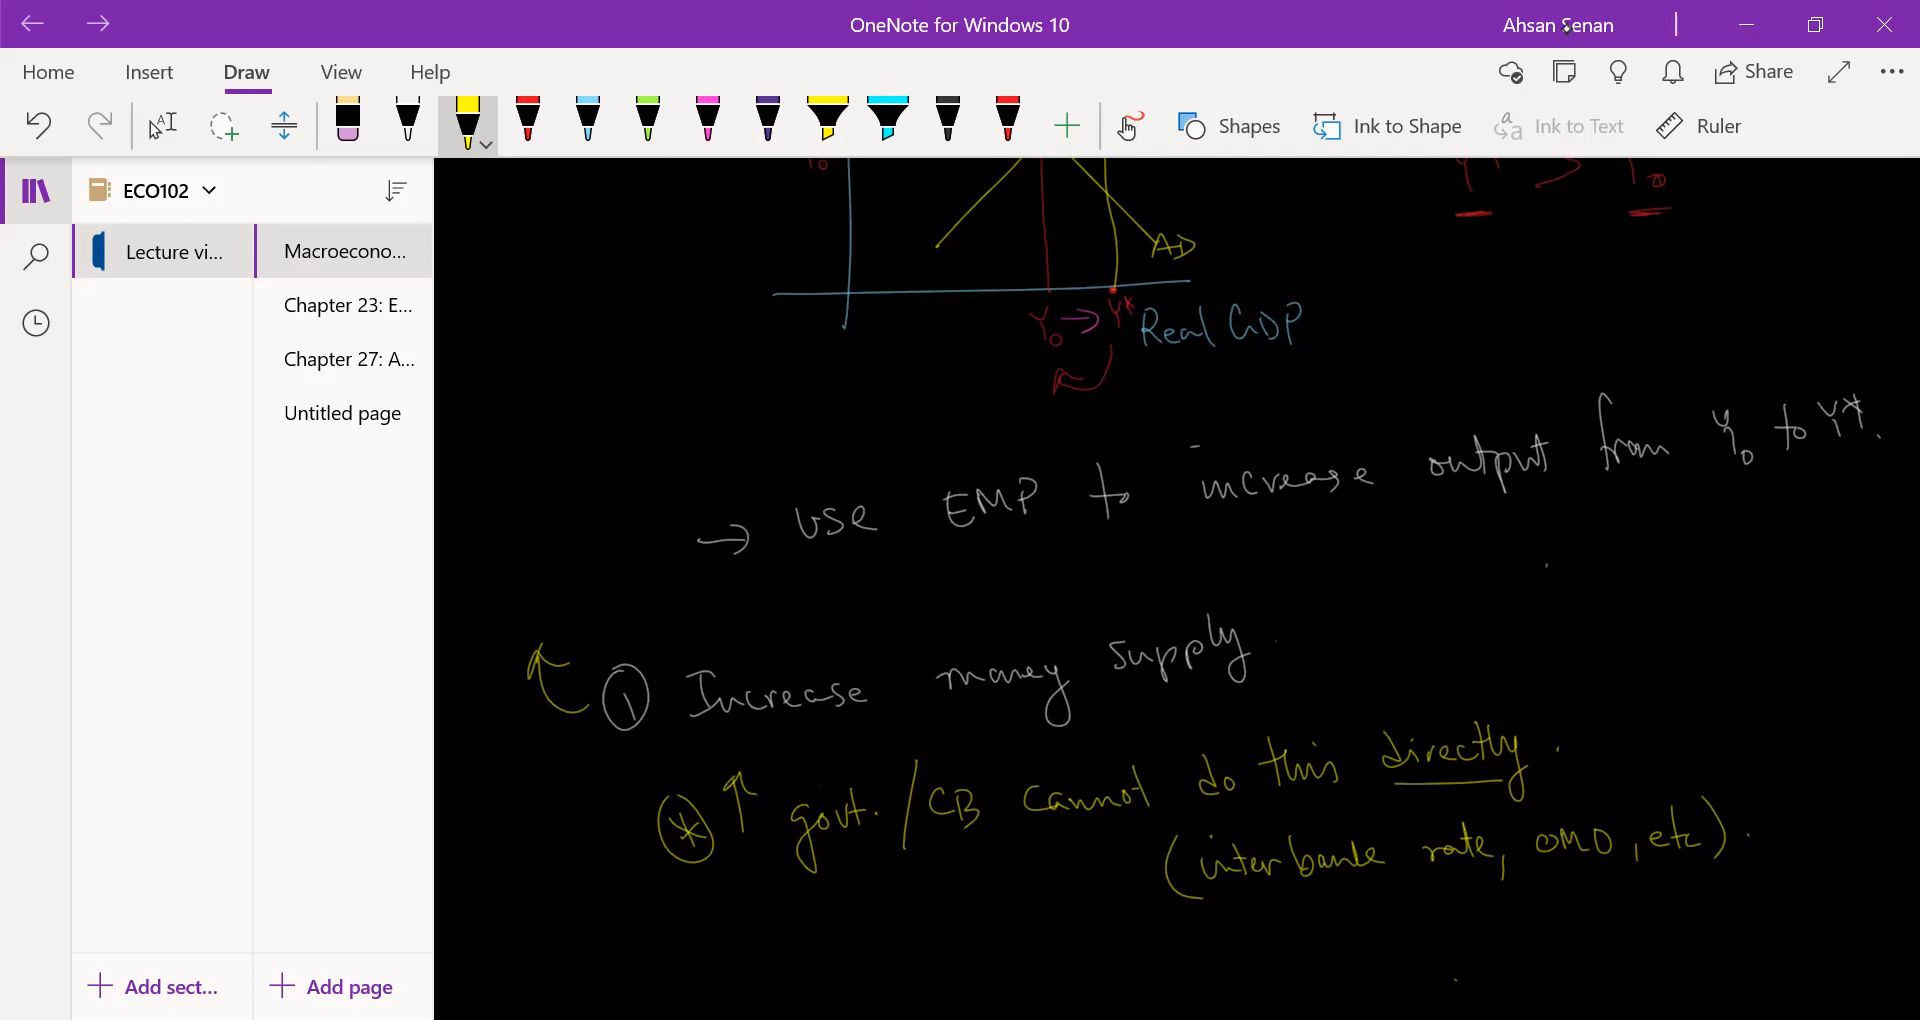 OneNote for Windows 10
Ahsan Senan
Home Insert Draw View Help
Share
Shapes Ink to Shape Ink to Text Ruler
ECO102
Lecture vi...
Macroecono...
Chapter 23: E...
Chapter 27: A...
Untitled page
Y* > Y0
AD
Y0 → Y* Real GDP
→ Use EMP to increase output from Y0 to Y*.
① Increase money supply.
* ↑ govt. / CB cannot do this directly.
(interbank rate, OMO, etc).
+ Add sect...
+ Add page